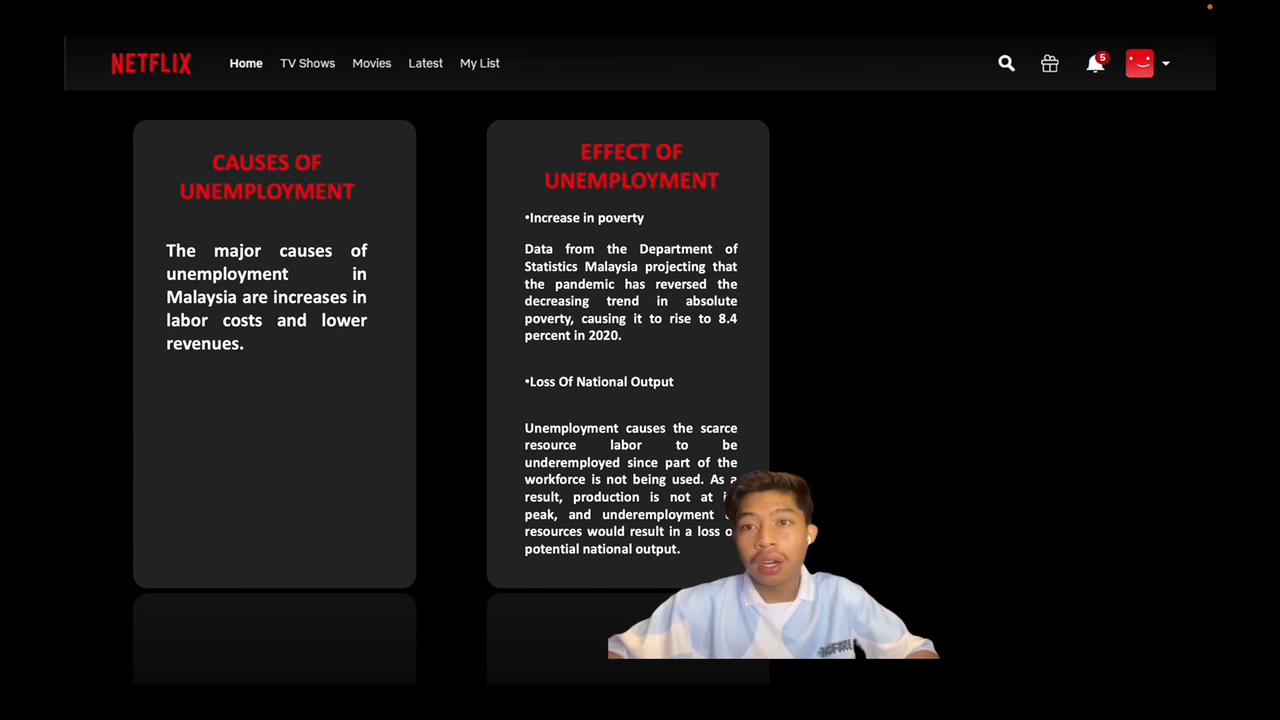 NETFLIX Home TV Shows Movies Latest My List 5
CAUSES OF
UNEMPLOYMENT
The major causes of
unemployment in
Malaysia are increases in
labor costs and lower
revenues.
EFFECT OF
UNEMPLOYMENT
•Increase in poverty
Data from the Department of
Statistics Malaysia projecting that
the pandemic has reversed the
decreasing trend in absolute
poverty, causing it to rise to 8.4
percent in 2020.
•Loss Of National Output
Unemployment causes the scarce
resource labor to be
underemployed since part of the
workforce is not being used. As a
result, production is not at
peak, and underemployment
resources would result in a loss
potential national output.